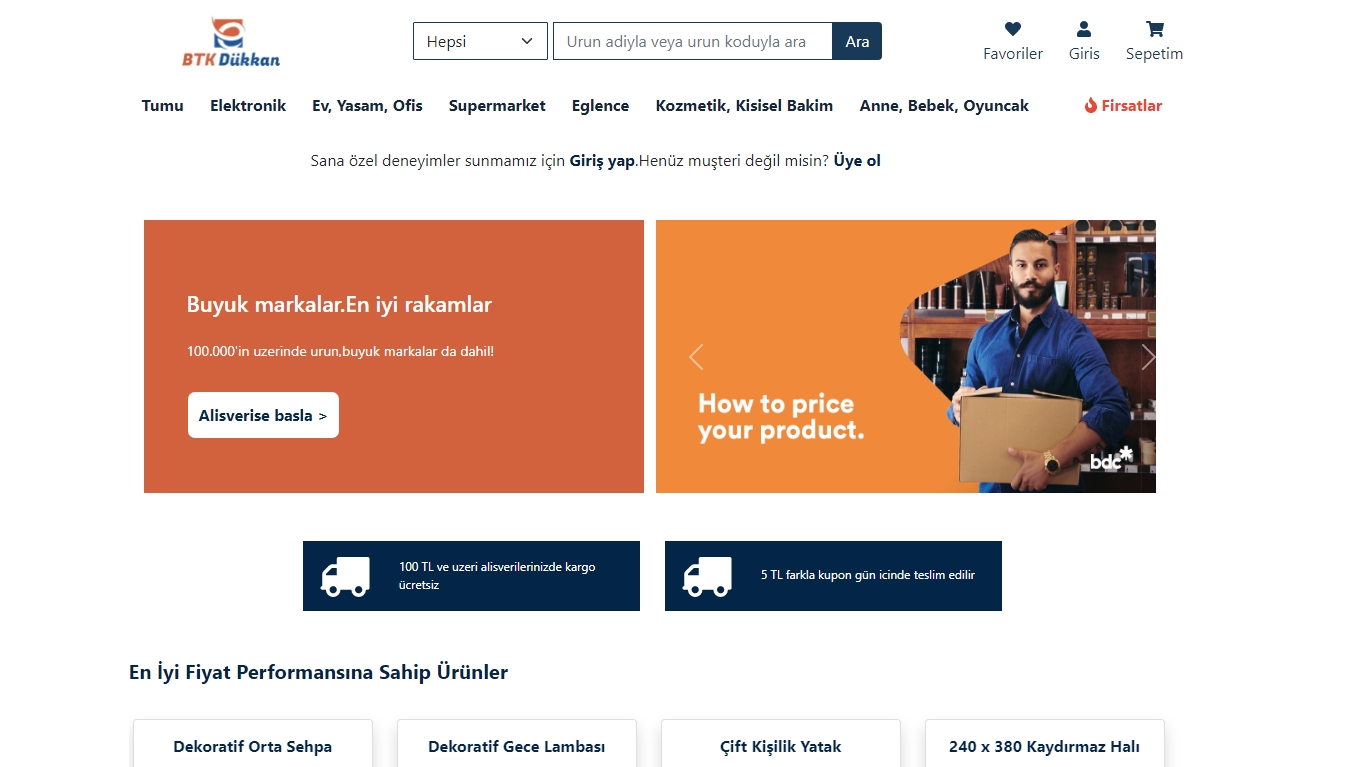 BTK Dükkan
Hepsi
Urun adiyla veya urun koduyla ara
Ara
Favoriler
Giris
Sepetim
Tumu
Elektronik
Ev, Yasam, Ofis
Supermarket
Eglence
Kozmetik, Kisisel Bakim
Anne, Bebek, Oyuncak
Firsatlar
Sana özel deneyimler sunmamız için Giriş yap.Henüz muşteri değil misin? Üye ol
Buyuk markalar.En iyi rakamlar
100.000'in uzerinde urun,buyuk markalar da dahil!
Alisverise basla >
How to price
your product.
bdc*
100 TL ve uzeri alisverilerinizde kargo
ücretsiz
5 TL farkla kupon gün icinde teslim edilir
En İyi Fiyat Performansına Sahip Ürünler
Dekoratif Orta Sehpa
Dekoratif Gece Lambası
Çift Kişilik Yatak
240 x 380 Kaydırmaz Halı